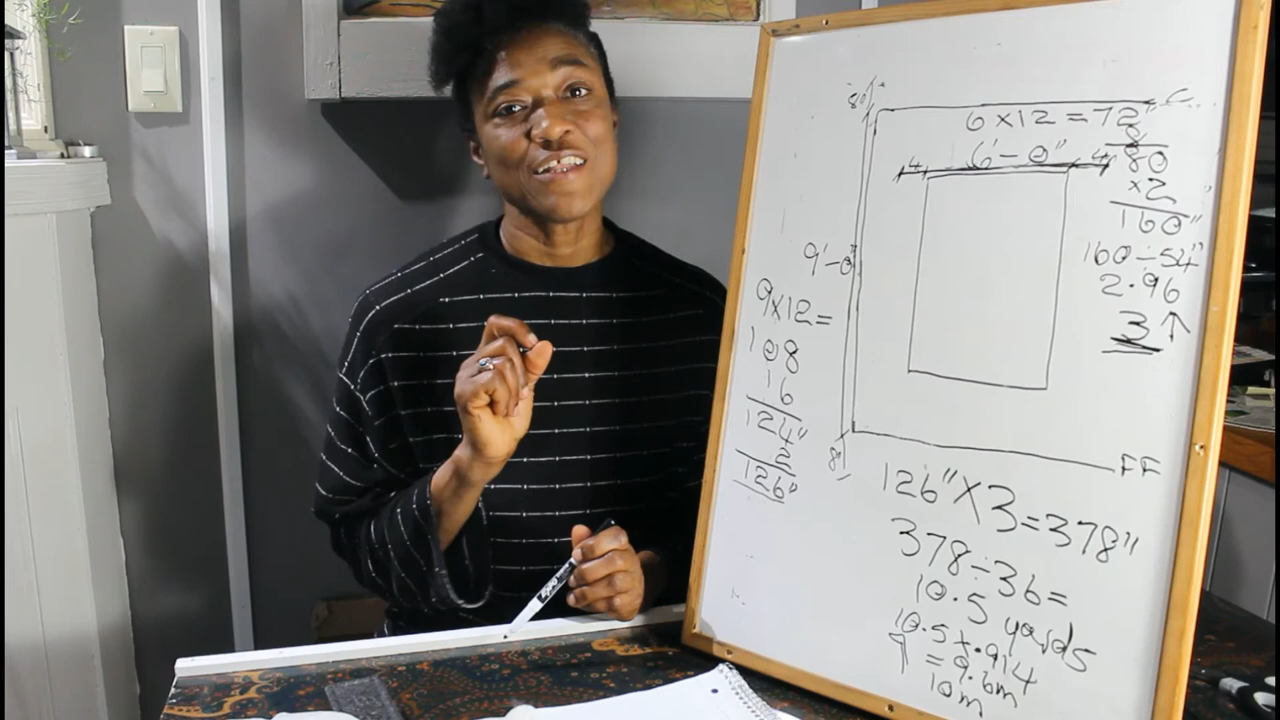 8"
C
6x12=72"
8
4" 6'-0" 4"
80
x2
160"
9'-0"
160÷54"
2.96
3↑
9x12=
108
16
124"
2
126"
8"
FF
126"x3=378"
378÷36=
10.5 yards
10.5x.914
= 9.6m
10m